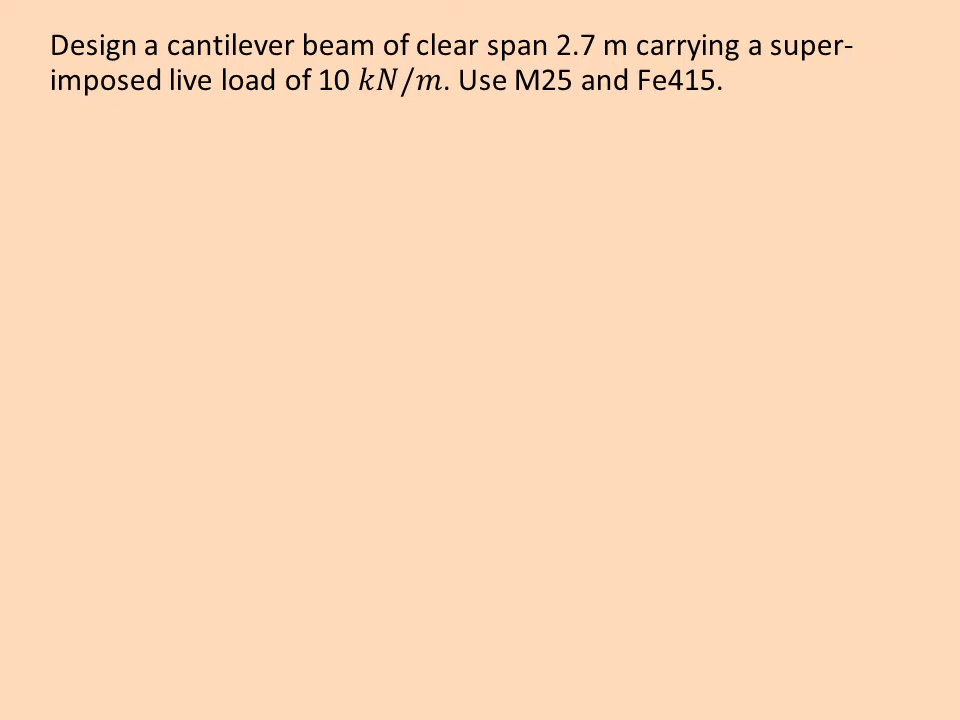 Design a cantilever beam of clear span 2.7 m carrying a super-
imposed live load of 10 kN/m. Use M25 and Fe415.